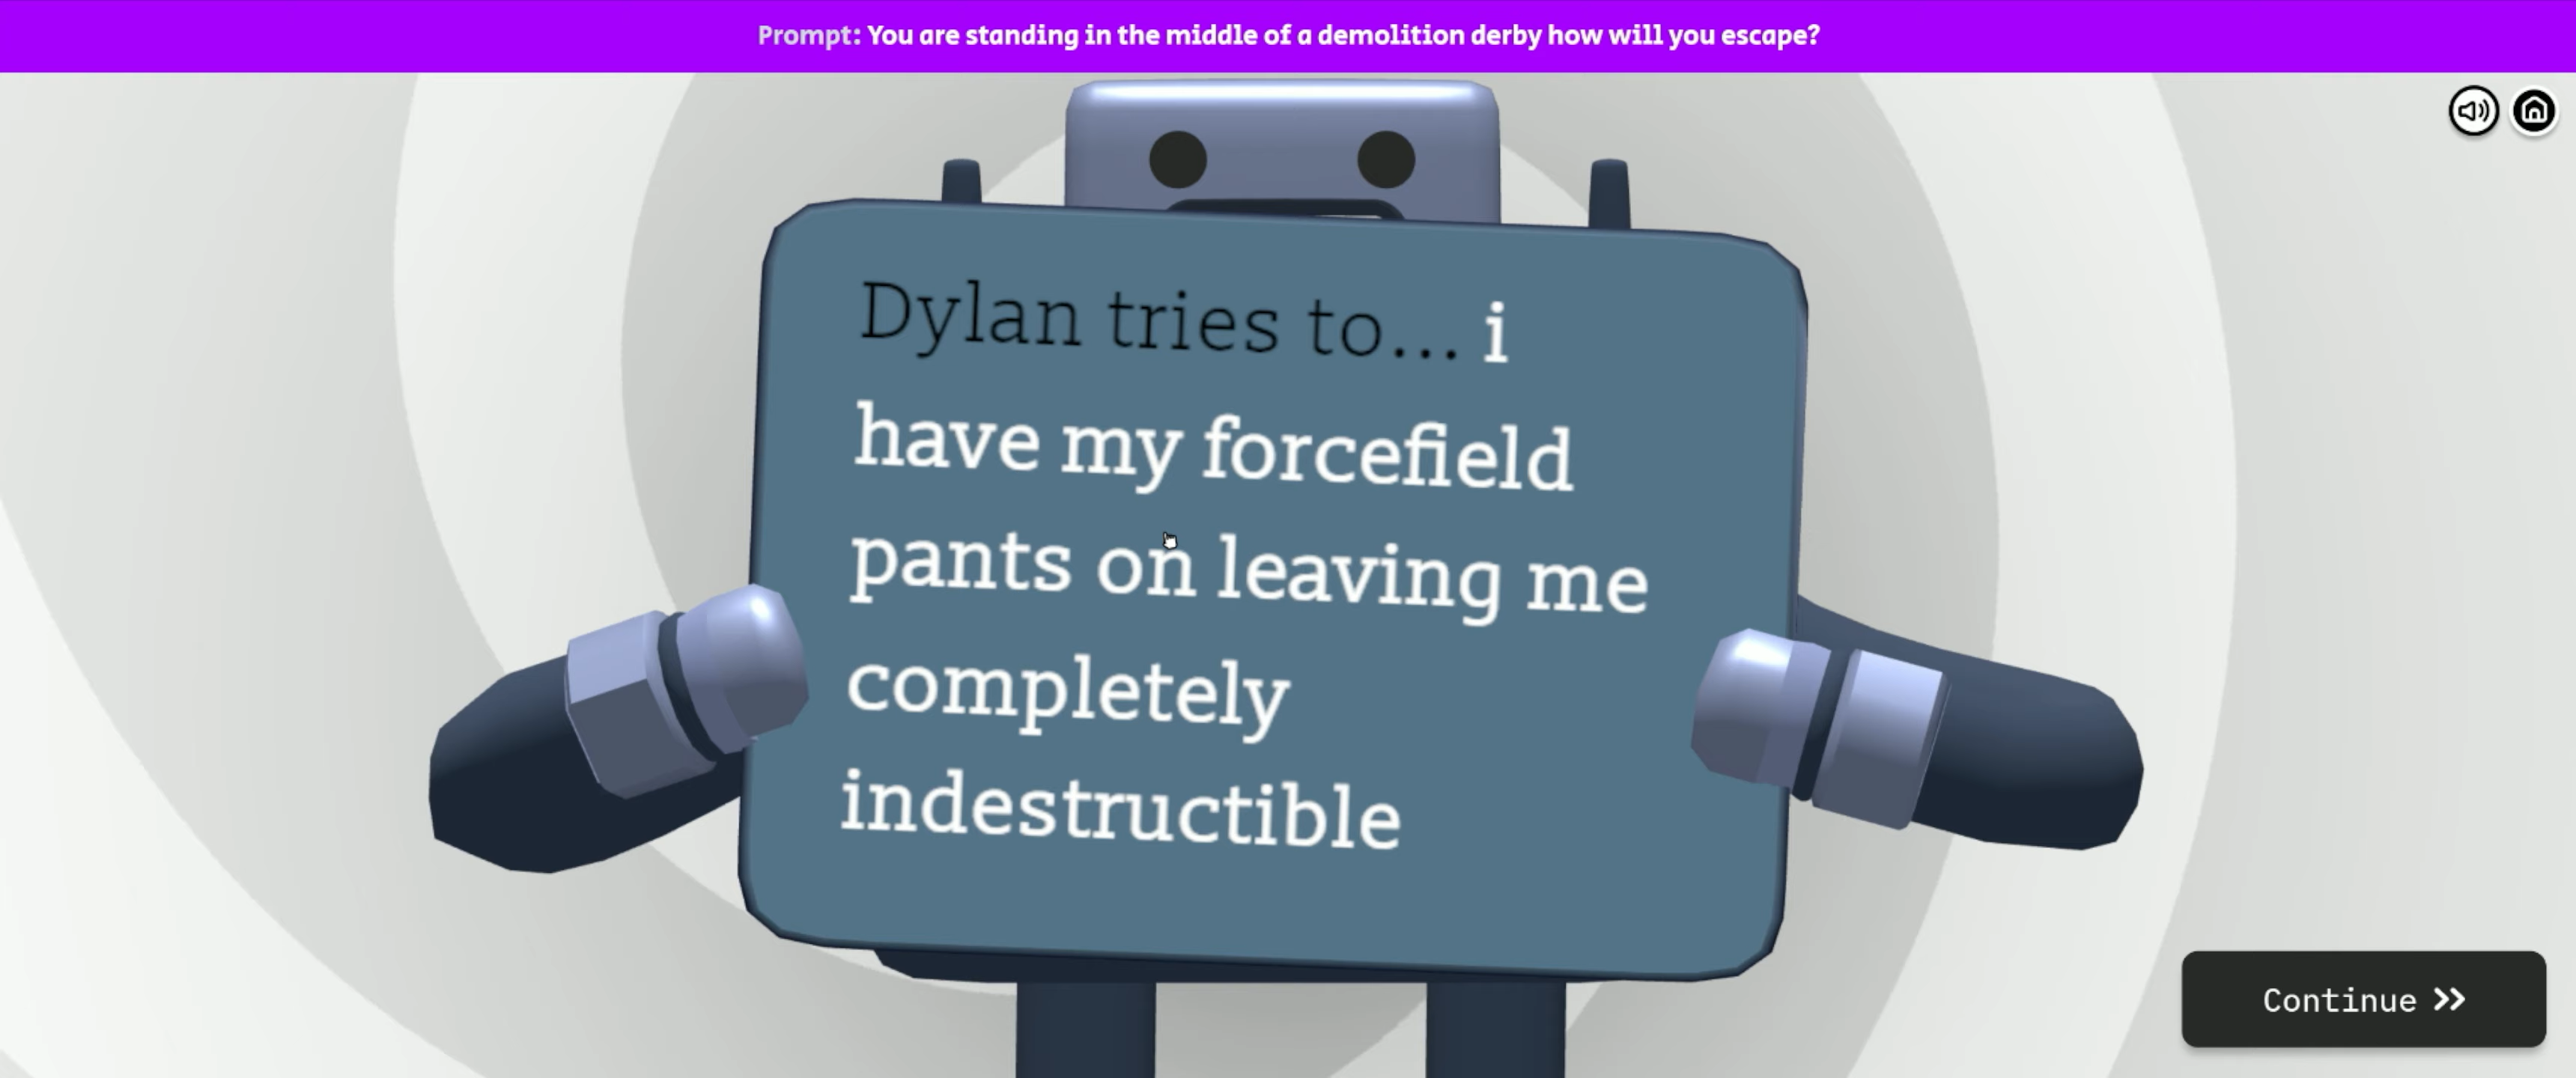 Prompt: You are standing in the middle of a demolition derby how will you escape?
Dylan tries to... i
have my forcefield
pants on leaving me
completely
indestructible
Continue >>